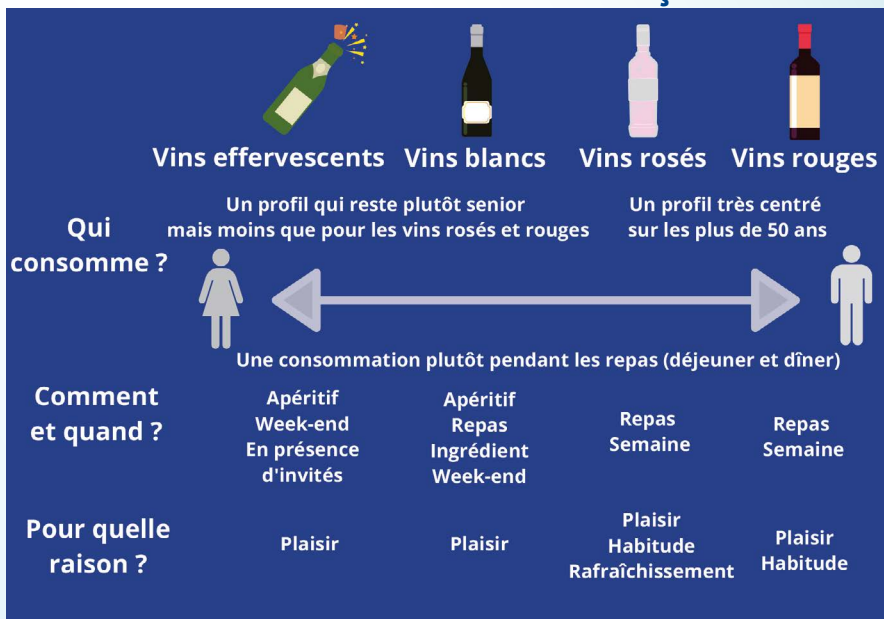 Vins effervescents Vins blancs Vins rosés Vins rouges
Qui
consomme ?
Un profil qui reste plutôt senior
mais moins que pour les vins rosés et rouges
Un profil très centré
sur les plus de 50 ans
Une consommation plutôt pendant les repas (déjeuner et dîner)
Comment
et quand ?
Apéritif
Week-end
En présence
d'invités
Apéritif
Repas
Ingrédient
Week-end
Repas
Semaine
Repas
Semaine
Pour quelle
raison ?
Plaisir
Plaisir
Plaisir
Habitude
Rafraîchissement
Plaisir
Habitude